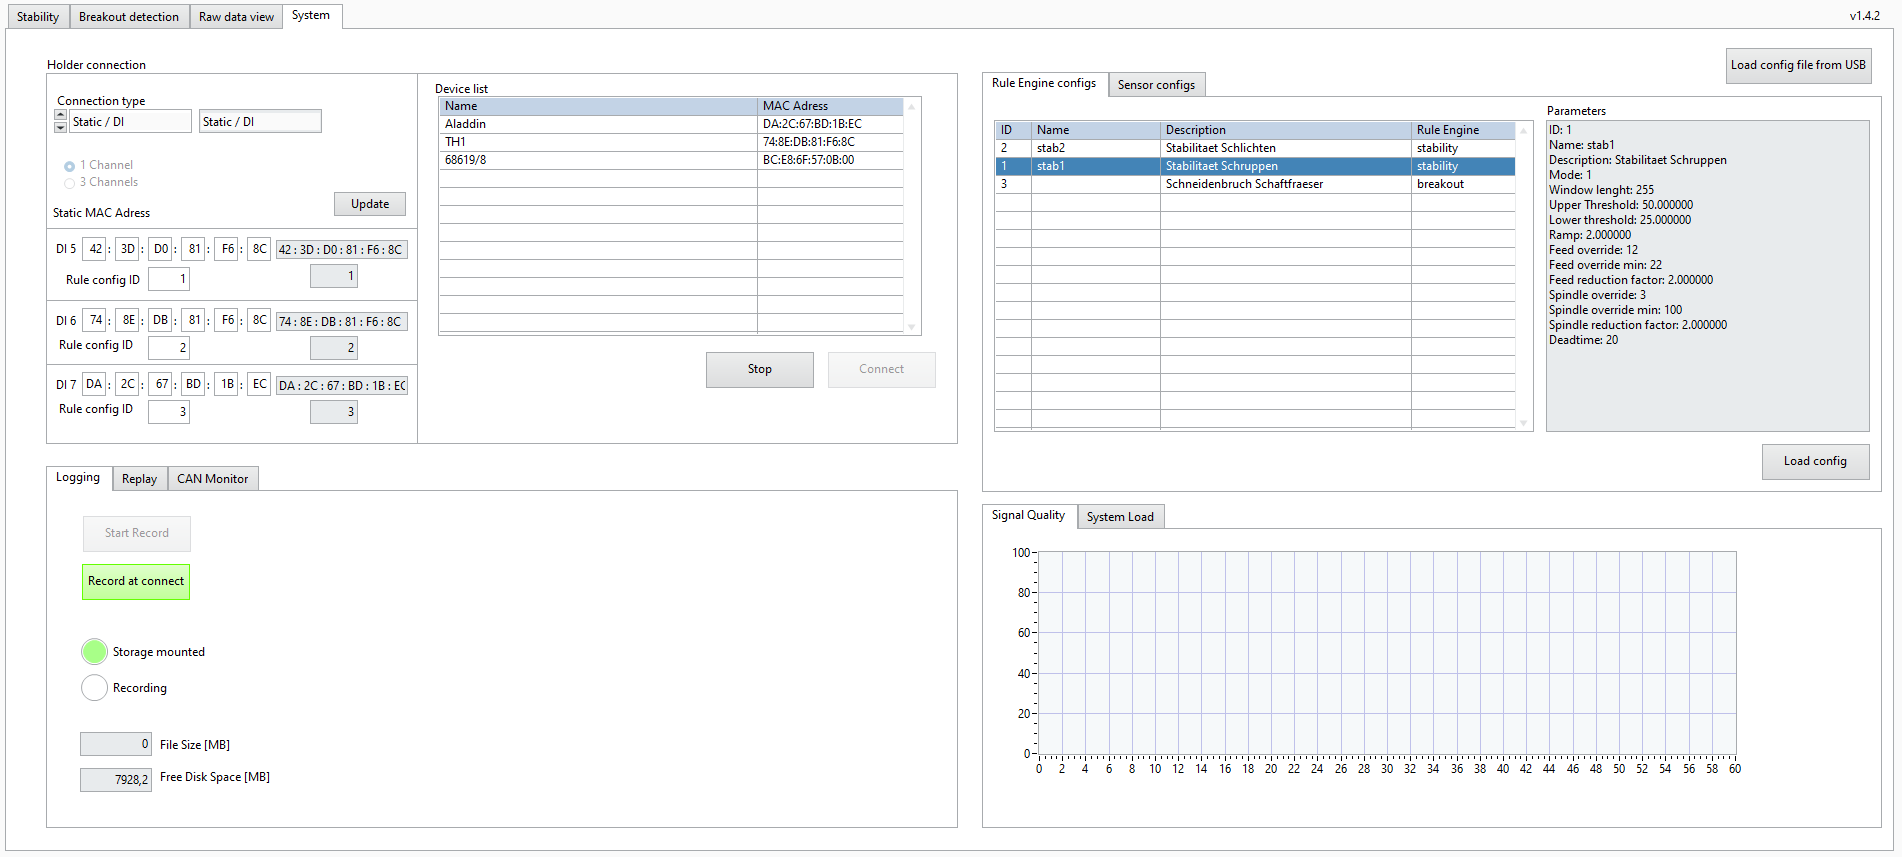 Stability Breakout detection Raw data view System
v1.4.2
Load config file from USB
Holder connection
Connection type
Static / DI Static / DI
1 Channel
3 Channels
Update
Static MAC Adress
DI 5 42 : 3D : D0 : 81 : F6 : 8C 42 : 3D : D0 : 81 : F6 : 8C
Rule config ID 1 1
DI 6 74 : 8E : DB : 81 : F6 : 8C 74 : 8E : DB : 81 : F6 : 8C
Rule config ID 2 2
DI 7 DA : 2C : 67 : BD : 1B : EC DA : 2C : 67 : BD : 1B : EC
Rule config ID 3 3
Device list
Name MAC Adress
Aladdin DA:2C:67:BD:1B:EC
TH1 74:8E:DB:81:F6:8C
68619/8 BC:E8:6F:57:0B:00
Stop Connect
Rule Engine configs Sensor configs
ID Name Description Rule Engine
2 stab2 Stabilitaet Schlichten stability
1 stab1 Stabilitaet Schruppen stability
3 Schneidenbruch Schaftfraeser breakout
Parameters
ID: 1
Name: stab1
Description: Stabilitaet Schruppen
Mode: 1
Window lenght: 255
Upper Threshold: 50.000000
Lower threshold: 25.000000
Ramp: 2.000000
Feed override: 12
Feed override min: 22
Feed reduction factor: 2.000000
Spindle override: 3
Spindle override min: 100
Spindle reduction factor: 2.000000
Deadtime: 20
Load config
Logging Replay CAN Monitor
Start Record
Record at connect
Storage mounted
Recording
0 File Size [MB]
7928,2 Free Disk Space [MB]
Signal Quality System Load
100
80
60
40
20
0
0 2 4 6 8 10 12 14 16 18 20 22 24 26 28 30 32 34 36 38 40 42 44 46 48 50 52 54 56 58 60